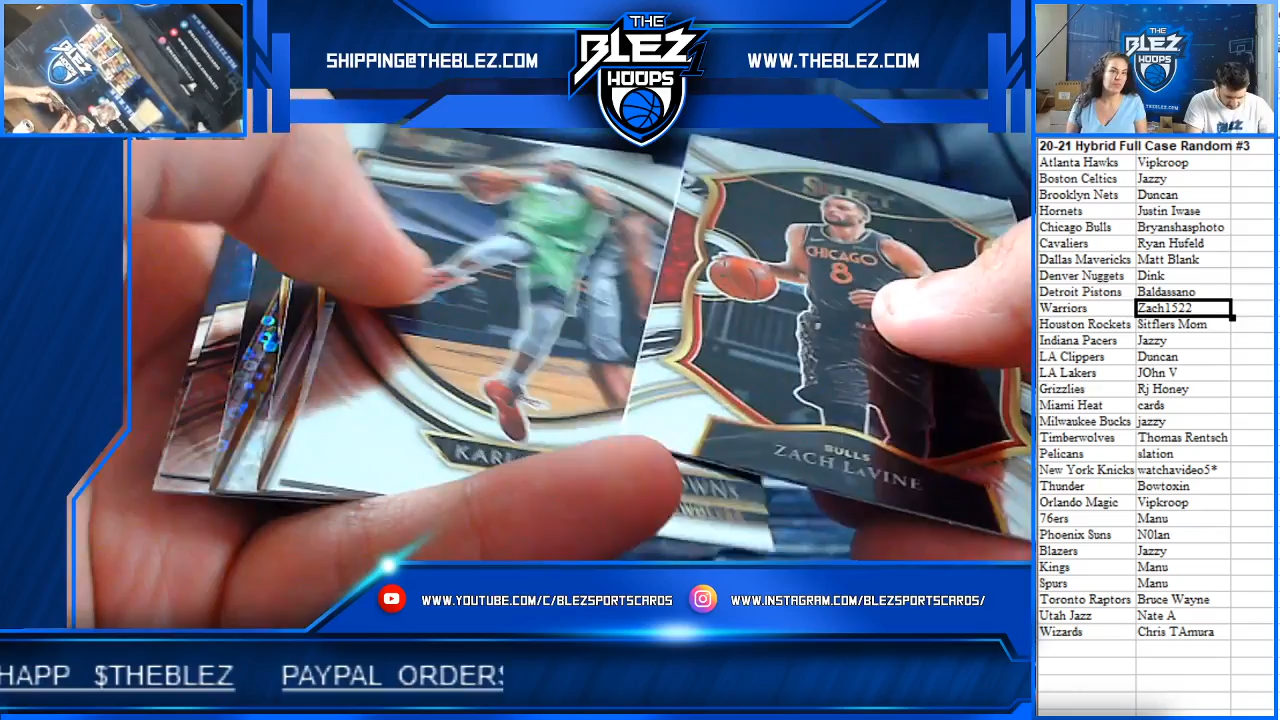 SHIPPING@THEBLEZ.COM
THE
BLEZ
HOOPS
WWW.THEBLEZ.COM
THE
BLEZ
20-21 Hybrid Full Case Random #3
Atlanta Hawks Vipkroop
Boston Celtics Jazzy
Brooklyn Nets Duncan
Hornets Justin Iwase
Chicago Bulls Bryanshasphoto
Cavaliers Ryan Hufeld
Dallas Mavericks Matt Blank
Denver Nuggets Dink
Detroit Pistons Baldassano
Warriors Zach1522
Houston Rockets Sitflers Mom
Indiana Pacers Jazzy
LA Clippers Duncan
LA Lakers JOhn V
Grizzlies Rj Honey
Miami Heat cards
Milwaukee Bucks jazzy
Timberwolves Thomas Rentsch
Pelicans slation
New York Knicks watchavideo5*
Thunder Bowtoxin
Orlando Magic Vipkroop
76ers Manu
Phoenix Suns N0lan
Blazers Jazzy
Kings Manu
Spurs Manu
Toronto Raptors Bruce Wayne
Utah Jazz Nate A
Wizards Chris TAmura
SELECT
CHICAGO
8
BULLS
ZACH LaVINE
KARL
OWNS
WWW.YOUTUBE.COM/C/BLEZSPORTSCARDS
WWW.INSTAGRAM.COM/BLEZSPORTSCARDS/
HAPP $THEBLEZ PAYPAL ORDERS